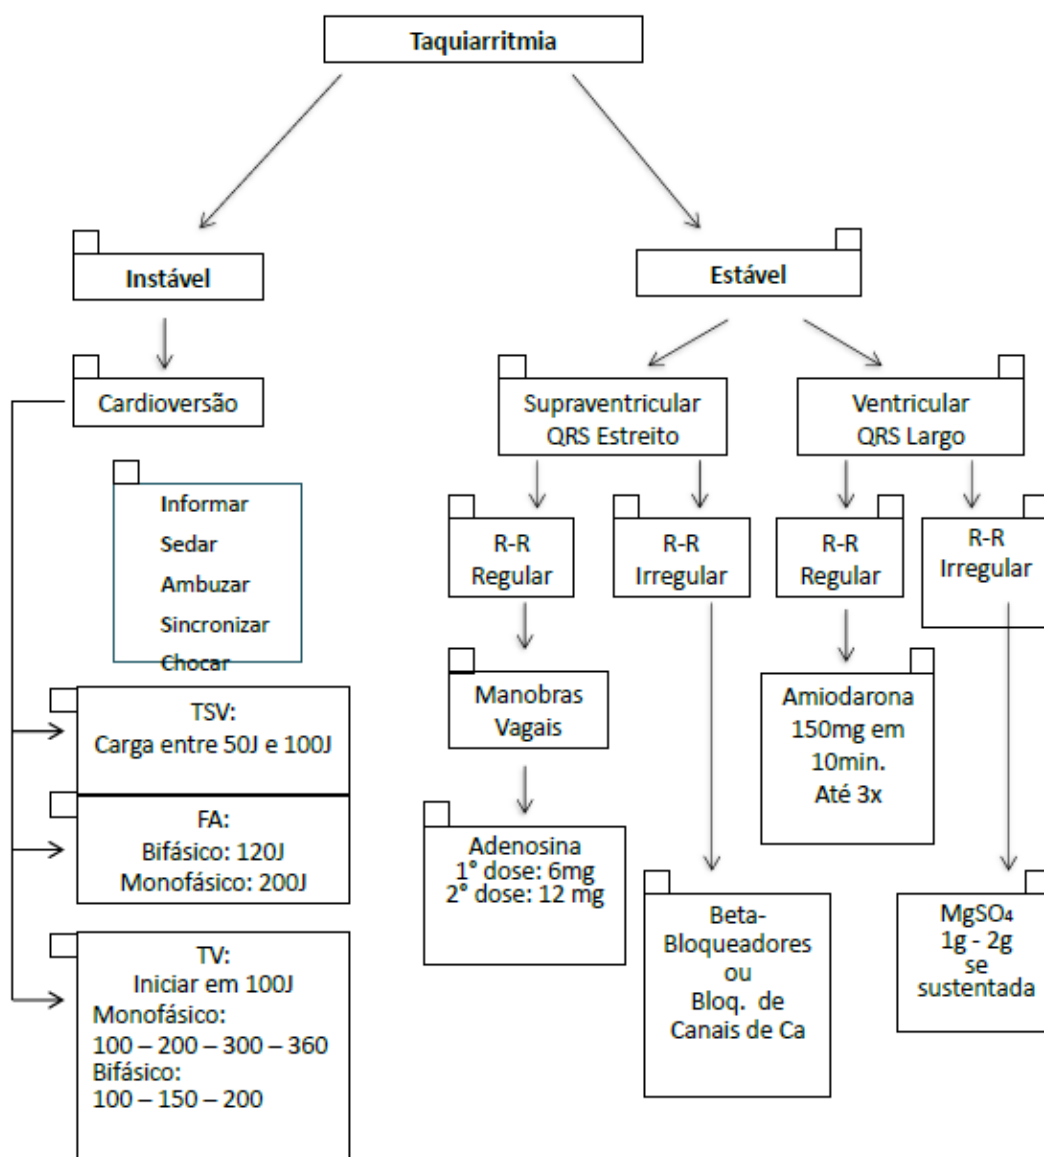 Taquiarritmia
Instável
Estável
Cardioversão
Supraventricular
QRS Estreito
Ventricular
QRS Largo
Informar
Sedar
Ambuzar
Sincronizar
Chocar
R-R
Regular
R-R
Irregular
R-R
Regular
R-R
Irregular
TSV:
Carga entre 50J e 100J
Manobras
Vagais
Amiodarona
150mg em
10min.
Até 3x
FA:
Bifásico: 120J
Monofásico: 200J
Adenosina
1° dose: 6mg
2° dose: 12 mg
Beta-
Bloqueadores
ou
Bloq. de
Canais de Ca
MgSO₄
1g - 2g
se
sustentada
TV:
Iniciar em 100J
Monofásico:
100 – 200 – 300 – 360
Bifásico:
100 – 150 – 200